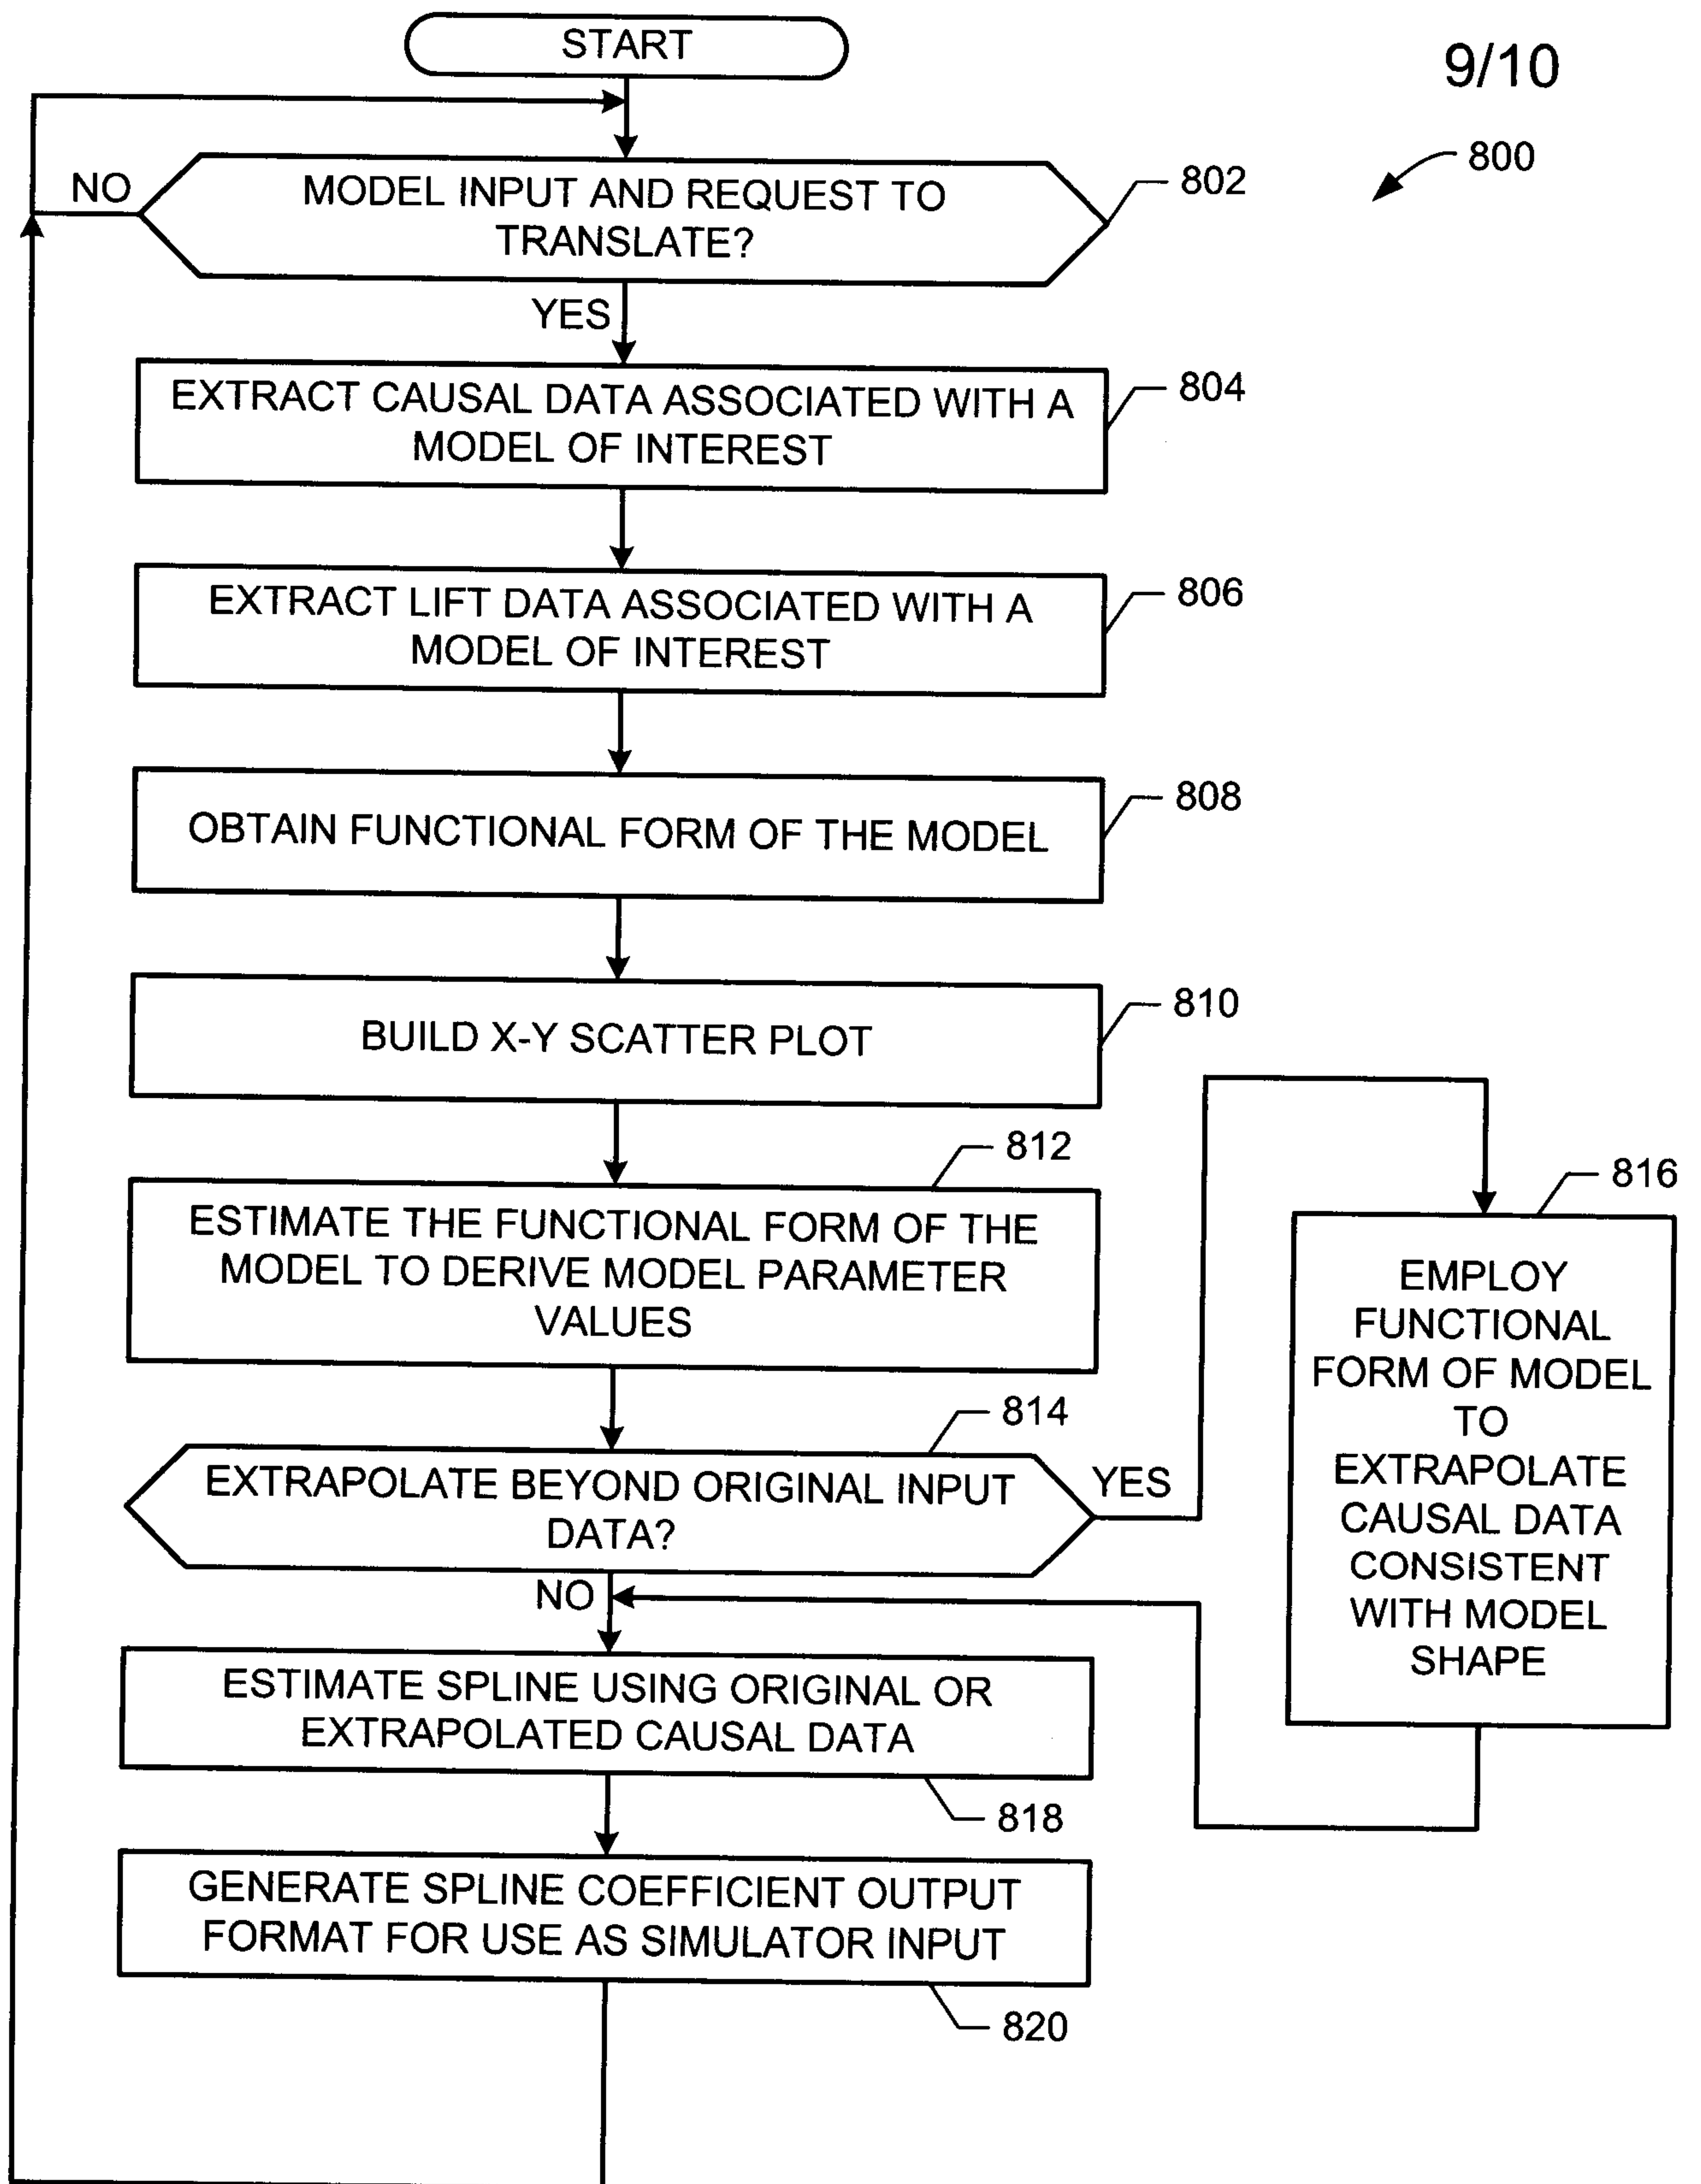 START
9/10
800
NO
MODEL INPUT AND REQUEST TO
TRANSLATE?
802
YES
EXTRACT CAUSAL DATA ASSOCIATED WITH A
MODEL OF INTEREST
804
EXTRACT LIFT DATA ASSOCIATED WITH A
MODEL OF INTEREST
806
OBTAIN FUNCTIONAL FORM OF THE MODEL
808
BUILD X-Y SCATTER PLOT
810
812
ESTIMATE THE FUNCTIONAL FORM OF THE
MODEL TO DERIVE MODEL PARAMETER
VALUES
814
EXTRAPOLATE BEYOND ORIGINAL INPUT
DATA?
YES
NO
816
EMPLOY
FUNCTIONAL
FORM OF MODEL
TO
EXTRAPOLATE
CAUSAL DATA
CONSISTENT
WITH MODEL
SHAPE
ESTIMATE SPLINE USING ORIGINAL OR
EXTRAPOLATED CAUSAL DATA
818
GENERATE SPLINE COEFFICIENT OUTPUT
FORMAT FOR USE AS SIMULATOR INPUT
820